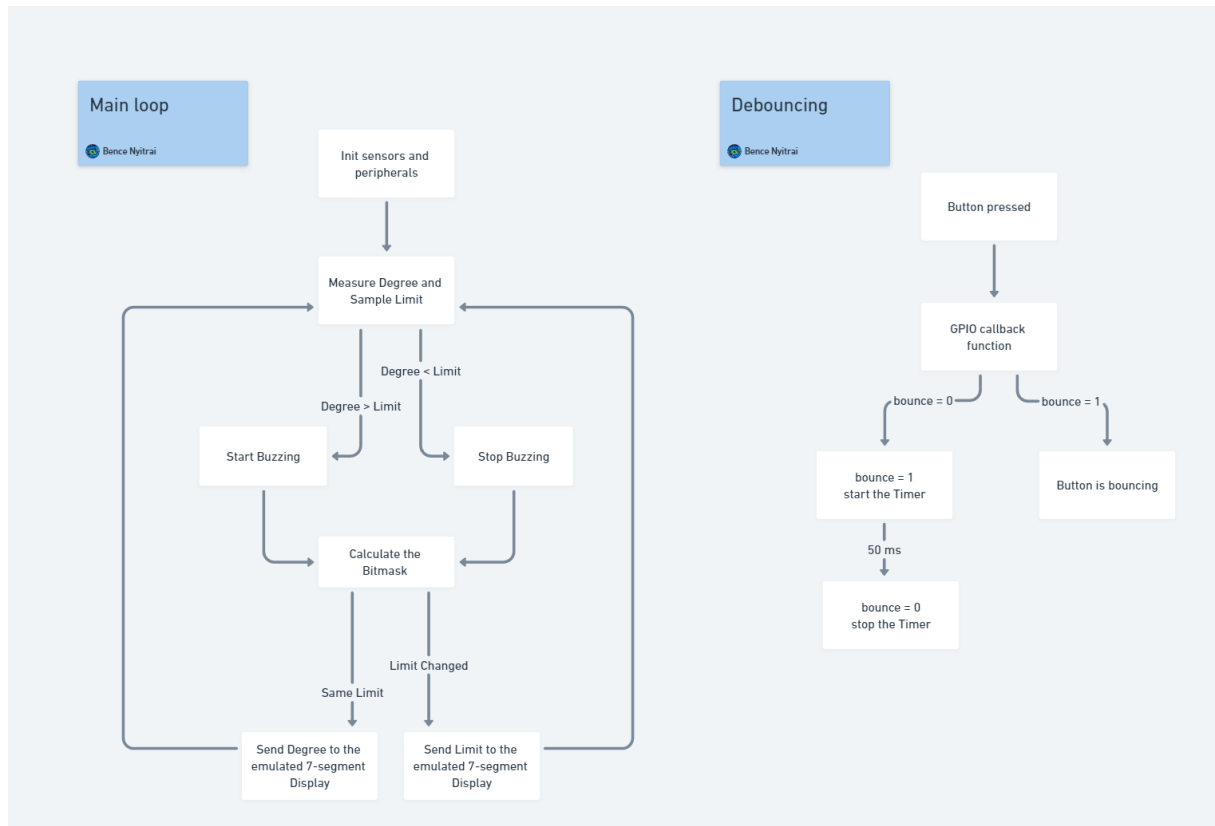 Main loop
Bence Nyitrai
Init sensors and
peripherals
Measure Degree and
Sample Limit
Degree < Limit
Degree > Limit
Start Buzzing
Stop Buzzing
Calculate the
Bitmask
Limit Changed
Same Limit
Send Degree to the
emulated 7-segment
Display
Send Limit to the
emulated 7-segment
Display
Debouncing
Bence Nyitrai
Button pressed
GPIO callback
function
bounce = 0
bounce = 1
bounce = 1
start the Timer
Button is bouncing
50 ms
bounce = 0
stop the Timer